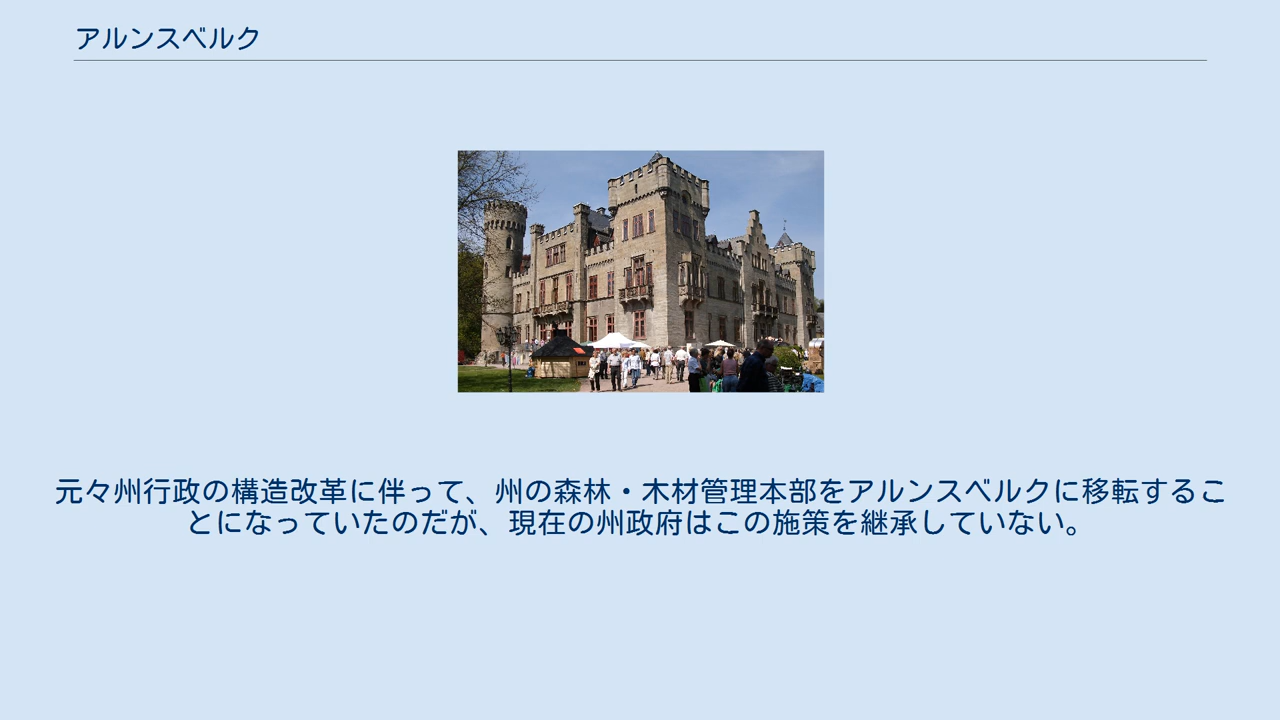 アルンスベルク
元々州行政の構造改革に伴って、州の森林・木材管理本部をアルンスベルクに移転するこ
とになっていたのだが、現在の州政府はこの施策を継承していない。